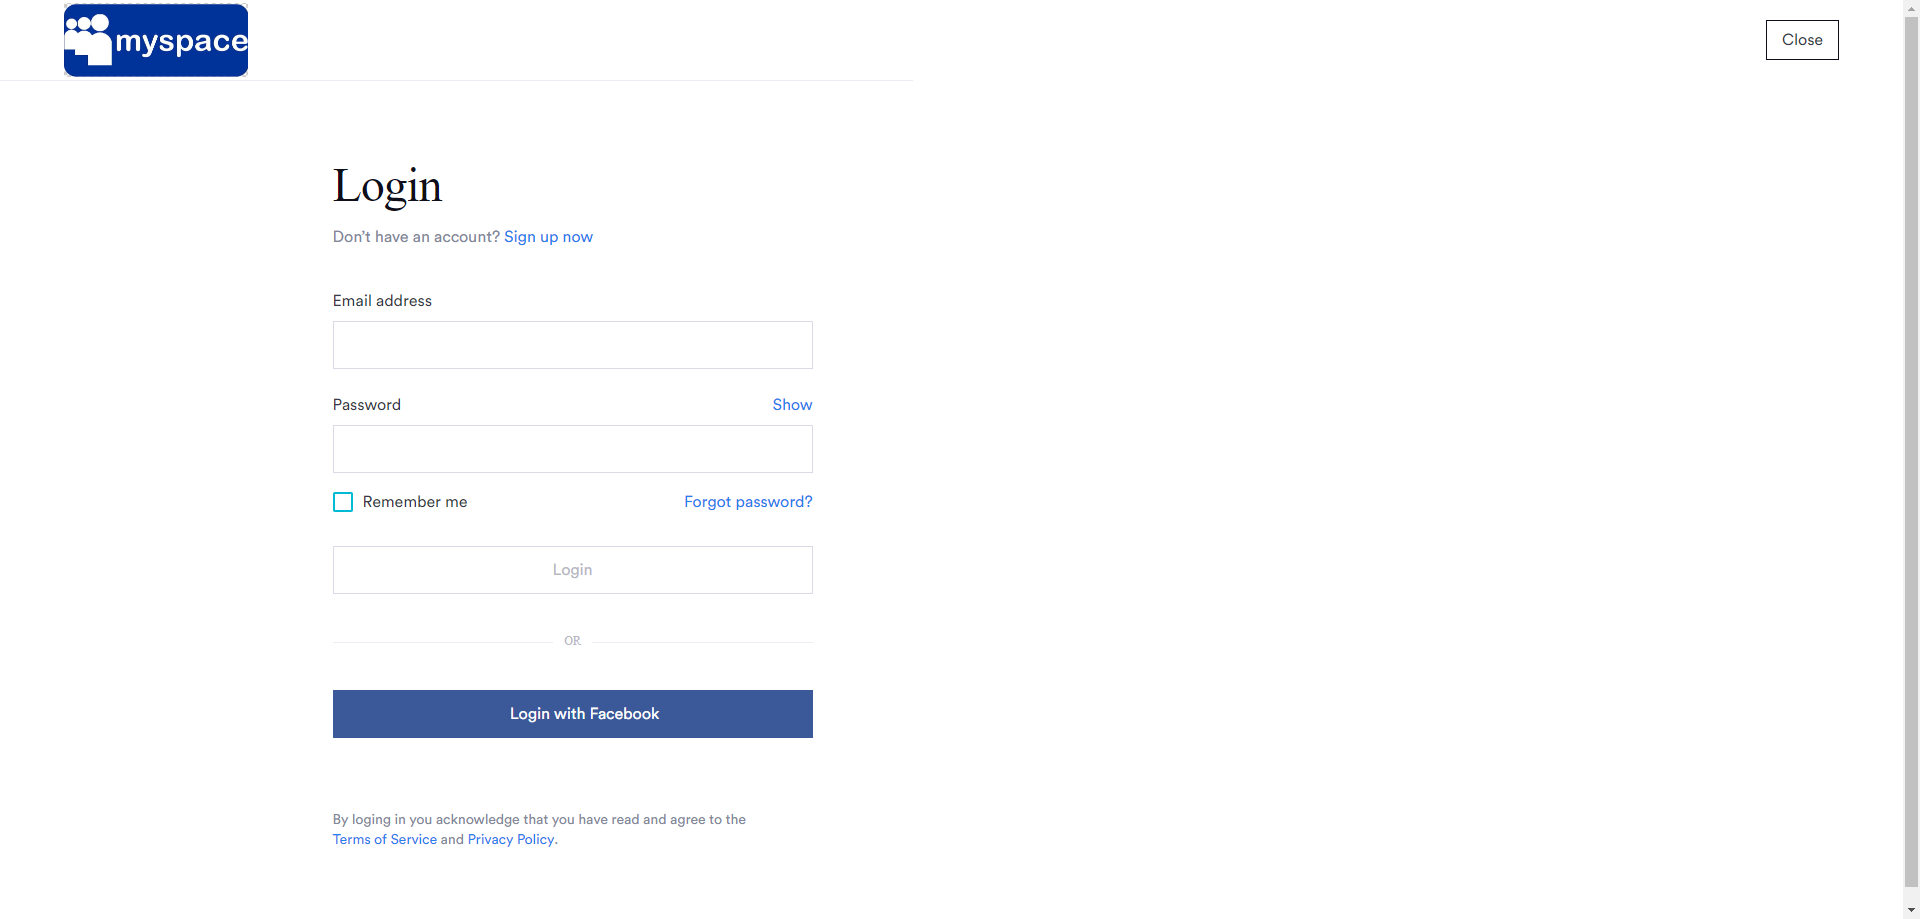 myspace
Close
Login
Don't have an account? Sign up now
Email address
Password
Show
Remember me
Forgot password?
Login
OR
Login with Facebook
By loging in you acknowledge that you have read and agree to the
Terms of Service and Privacy Policy.